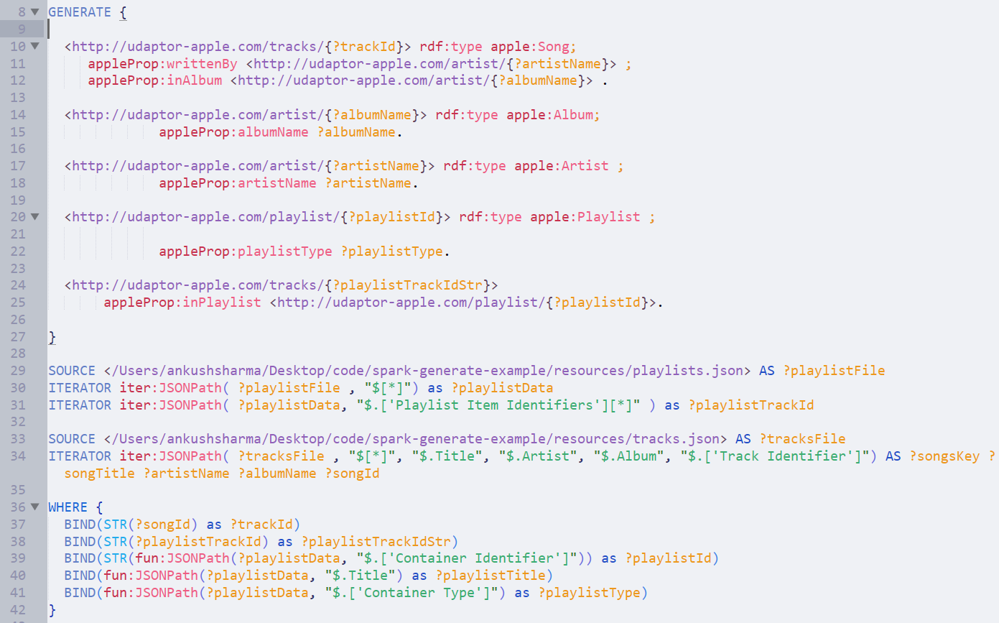 8 GENERATE {
9
10 <http://udaptor-apple.com/tracks/{?trackId}> rdf:type apple:Song;
11 appleProp:writtenBy <http://udaptor-apple.com/artist/{?artistName}> ;
12 appleProp:inAlbum <http://udaptor-apple.com/artist/{?albumName}> .
13
14 <http://udaptor-apple.com/artist/{?albumName}> rdf:type apple:Album;
15 appleProp:albumName ?albumName.
16
17 <http://udaptor-apple.com/artist/{?artistName}> rdf:type apple:Artist ;
18 appleProp:artistName ?artistName.
19
20 <http://udaptor-apple.com/playlist/{?playlistId}> rdf:type apple:Playlist ;
21
22 appleProp:playlistType ?playlistType.
23
24 <http://udaptor-apple.com/tracks/{?playlistTrackIdStr}>
25 appleProp:inPlaylist <http://udaptor-apple.com/playlist/{?playlistId}>.
26
27 }
28
29 SOURCE </Users/ankushsharma/Desktop/code/spark-generate-example/resources/playlists.json> AS ?playlistFile
30 ITERATOR iter:JSONPath( ?playlistFile , "$[*]") as ?playlistData
31 ITERATOR iter:JSONPath( ?playlistData, "$.['Playlist Item Identifiers'][*]" ) as ?playlistTrackId
32
33 SOURCE </Users/ankushsharma/Desktop/code/spark-generate-example/resources/tracks.json> AS ?tracksFile
34 ITERATOR iter:JSONPath( ?tracksFile , "$[*]", "$.Title", "$.Artist", "$.Album", "$.['Track Identifier']") AS ?songsKey ?
songTitle ?artistName ?albumName ?songId
35
36 WHERE {
37 BIND(STR(?songId) as ?trackId)
38 BIND(STR(?playlistTrackId) as ?playlistTrackIdStr)
39 BIND(STR(fun:JSONPath(?playlistData, "$.['Container Identifier']")) as ?playlistId)
40 BIND(fun:JSONPath(?playlistData, "$.Title") as ?playlistTitle)
41 BIND(fun:JSONPath(?playlistData, "$.['Container Type']") as ?playlistType)
42 }